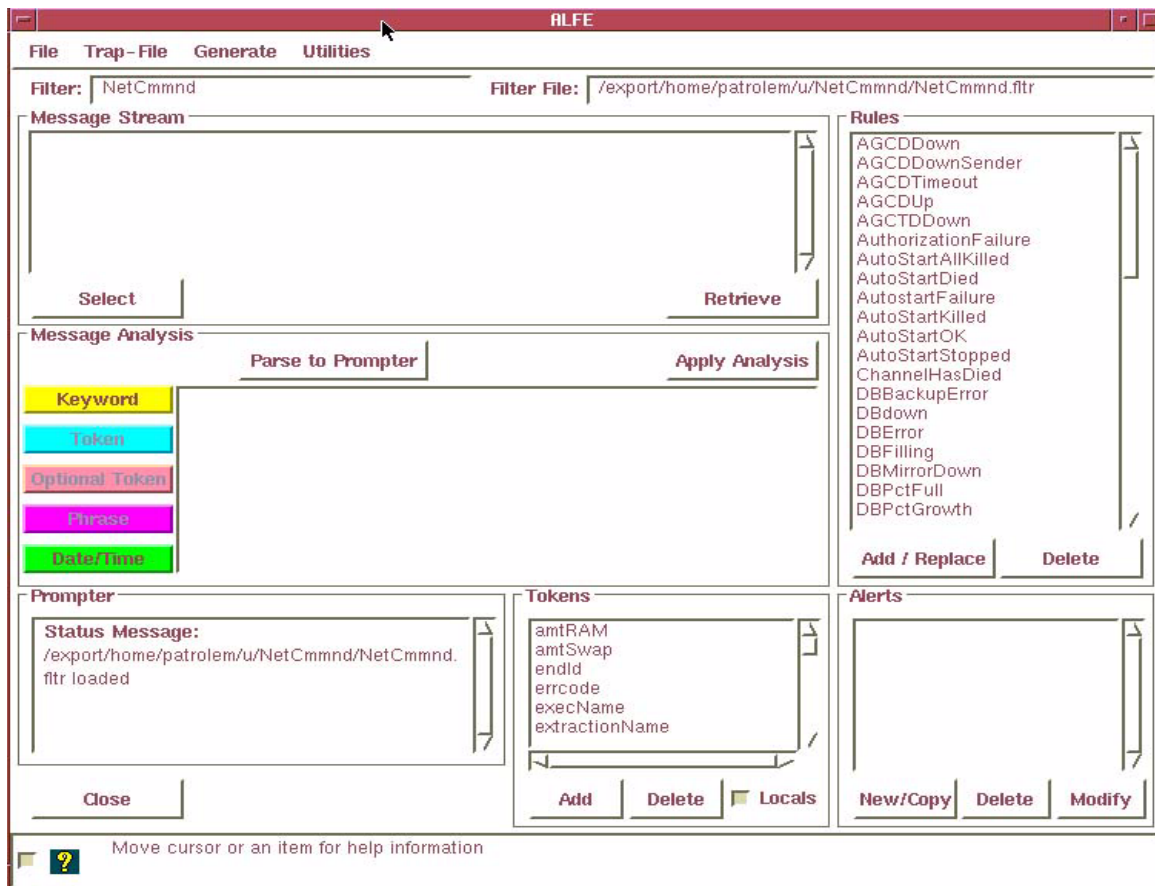 ALFE
File Trap-File Generate Utilities
Filter: NetCmmnd Filter File: /export/home/patrolem/u/NetCmmnd/NetCmmnd.fltr
Message Stream
Select Retrieve
Message Analysis
Parse to Prompter Apply Analysis
Keyword
Token
Optional Token
Phrase
Date/Time
Rules
AGCDDown
AGCDDownSender
AGCDTimeout
AGCDUp
AGCTDDown
AuthorizationFailure
AutoStartAllKilled
AutoStartDied
AutostartFailure
AutoStartKilled
AutoStartOK
AutoStartStopped
ChannelHasDied
DBBackupError
DBdown
DBError
DBFilling
DBMirrorDown
DBPctFull
DBPctGrowth
Add / Replace Delete
Prompter
Status Message:
/export/home/patrolem/u/NetCmmnd/NetCmmnd.
fltr loaded
Close
Tokens
amtRAM
amtSwap
endId
errcode
execName
extractionName
Add Delete Locals
Alerts
New/Copy Delete Modify
? Move cursor or an item for help information